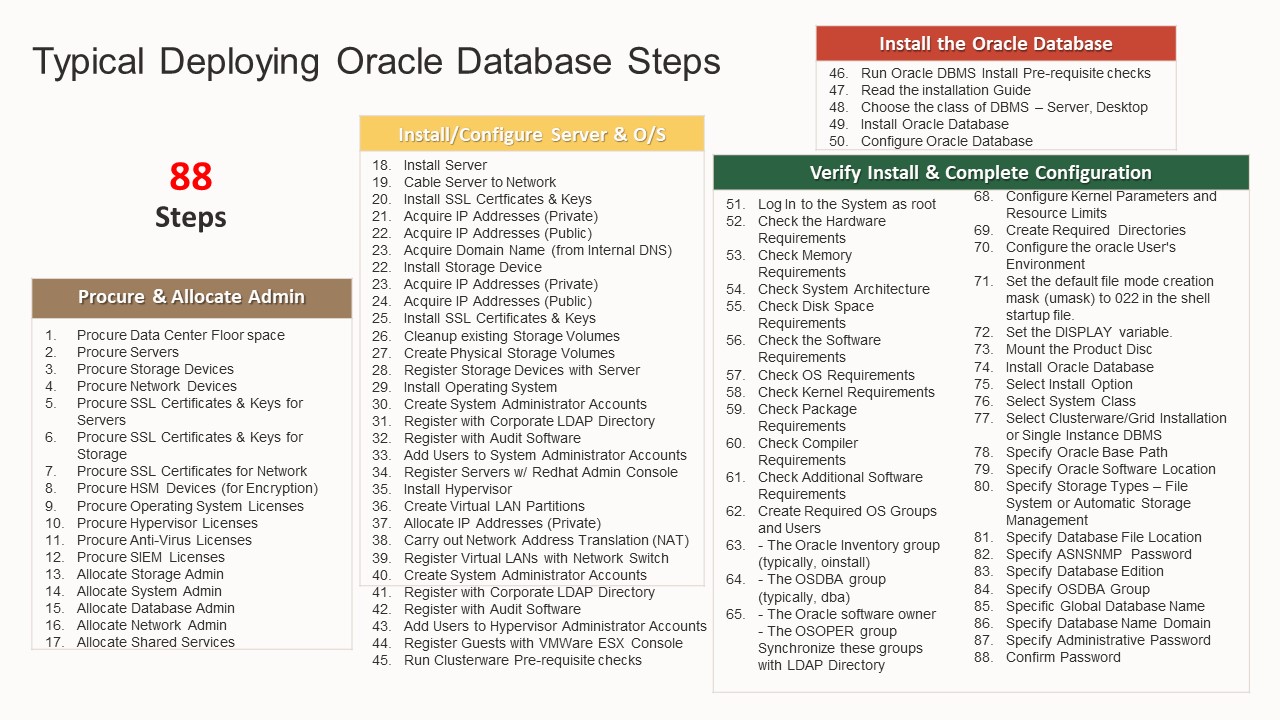 Typical Deploying Oracle Database Steps
88
Steps
Procure & Allocate Admin
1. Procure Data Center Floor space
2. Procure Servers
3. Procure Storage Devices
4. Procure Network Devices
5. Procure SSL Certificates & Keys for
Servers
6. Procure SSL Certificates & Keys for
Storage
7. Procure SSL Certificates for Network
8. Procure HSM Devices (for Encryption)
9. Procure Operating System Licenses
10. Procure Hypervisor Licenses
11. Procure Anti-Virus Licenses
12. Procure SIEM Licenses
13. Allocate Storage Admin
14. Allocate System Admin
15. Allocate Database Admin
16. Allocate Network Admin
17. Allocate Shared Services
Install/Configure Server & O/S
18. Install Server
19. Cable Server to Network
20. Install SSL Certficates & Keys
21. Acquire IP Addresses (Private)
22. Acquire IP Addresses (Public)
23. Acquire Domain Name (from Internal DNS)
22. Install Storage Device
23. Acquire IP Addresses (Private)
24. Acquire IP Addresses (Public)
25. Install SSL Certificates & Keys
26. Cleanup existing Storage Volumes
27. Create Physical Storage Volumes
28. Register Storage Devices with Server
29. Install Operating System
30. Create System Administrator Accounts
31. Register with Corporate LDAP Directory
32. Register with Audit Software
33. Add Users to System Administrator Accounts
34. Register Servers w/ Redhat Admin Console
35. Install Hypervisor
36. Create Virtual LAN Partitions
37. Allocate IP Addresses (Private)
38. Carry out Network Address Translation (NAT)
39. Register Virtual LANs with Network Switch
40. Create System Administrator Accounts
41. Register with Corporate LDAP Directory
42. Register with Audit Software
43. Add Users to Hypervisor Administrator Accounts
44. Register Guests with VMWare ESX Console
45. Run Clusterware Pre-requisite checks
Install the Oracle Database
46. Run Oracle DBMS Install Pre-requisite checks
47. Read the installation Guide
48. Choose the class of DBMS – Server, Desktop
49. Install Oracle Database
50. Configure Oracle Database
Verify Install & Complete Configuration
51. Log In to the System as root
52. Check the Hardware
Requirements
53. Check Memory
Requirements
54. Check System Architecture
55. Check Disk Space
Requirements
56. Check the Software
Requirements
57. Check OS Requirements
58. Check Kernel Requirements
59. Check Package
Requirements
60. Check Compiler
Requirements
61. Check Additional Software
Requirements
62. Create Required OS Groups
and Users
63. - The Oracle Inventory group
(typically, oinstall)
64. - The OSDBA group
(typically, dba)
65. - The Oracle software owner
- The OSOPER group
Synchronize these groups
with LDAP Directory
68. Configure Kernel Parameters and
Resource Limits
69. Create Required Directories
70. Configure the oracle User's
Environment
71. Set the default file mode creation
mask (umask) to 022 in the shell
startup file.
72. Set the DISPLAY variable.
73. Mount the Product Disc
74. Install Oracle Database
75. Select Install Option
76. Select System Class
77. Select Clusterware/Grid Installation
or Single Instance DBMS
78. Specify Oracle Base Path
79. Specify Oracle Software Location
80. Specify Storage Types – File
System or Automatic Storage
Management
81. Specify Database File Location
82. Specify ASNSNMP Password
83. Specify Database Edition
84. Specify OSDBA Group
85. Specific Global Database Name
86. Specify Database Name Domain
87. Specify Administrative Password
88. Confirm Password